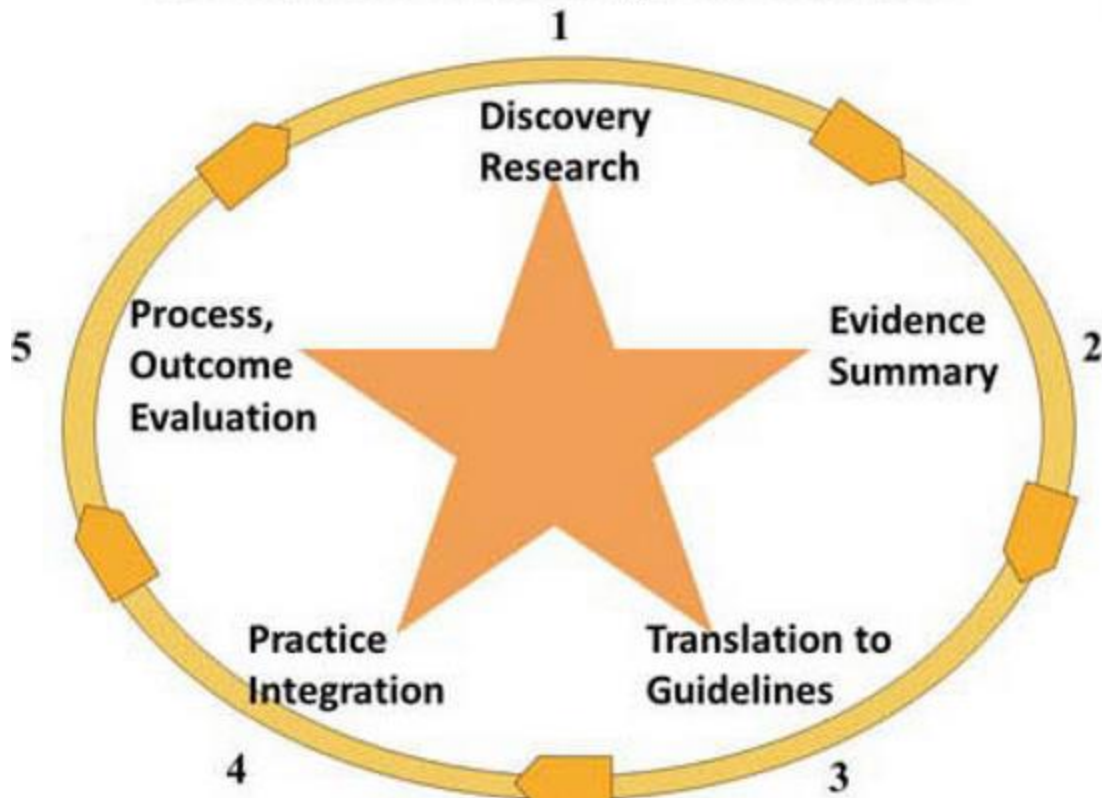 1
Discovery
Research
Evidence
Summary
2
Translation to
Guidelines
3
Practice
Integration
4
Process,
Outcome
Evaluation
5